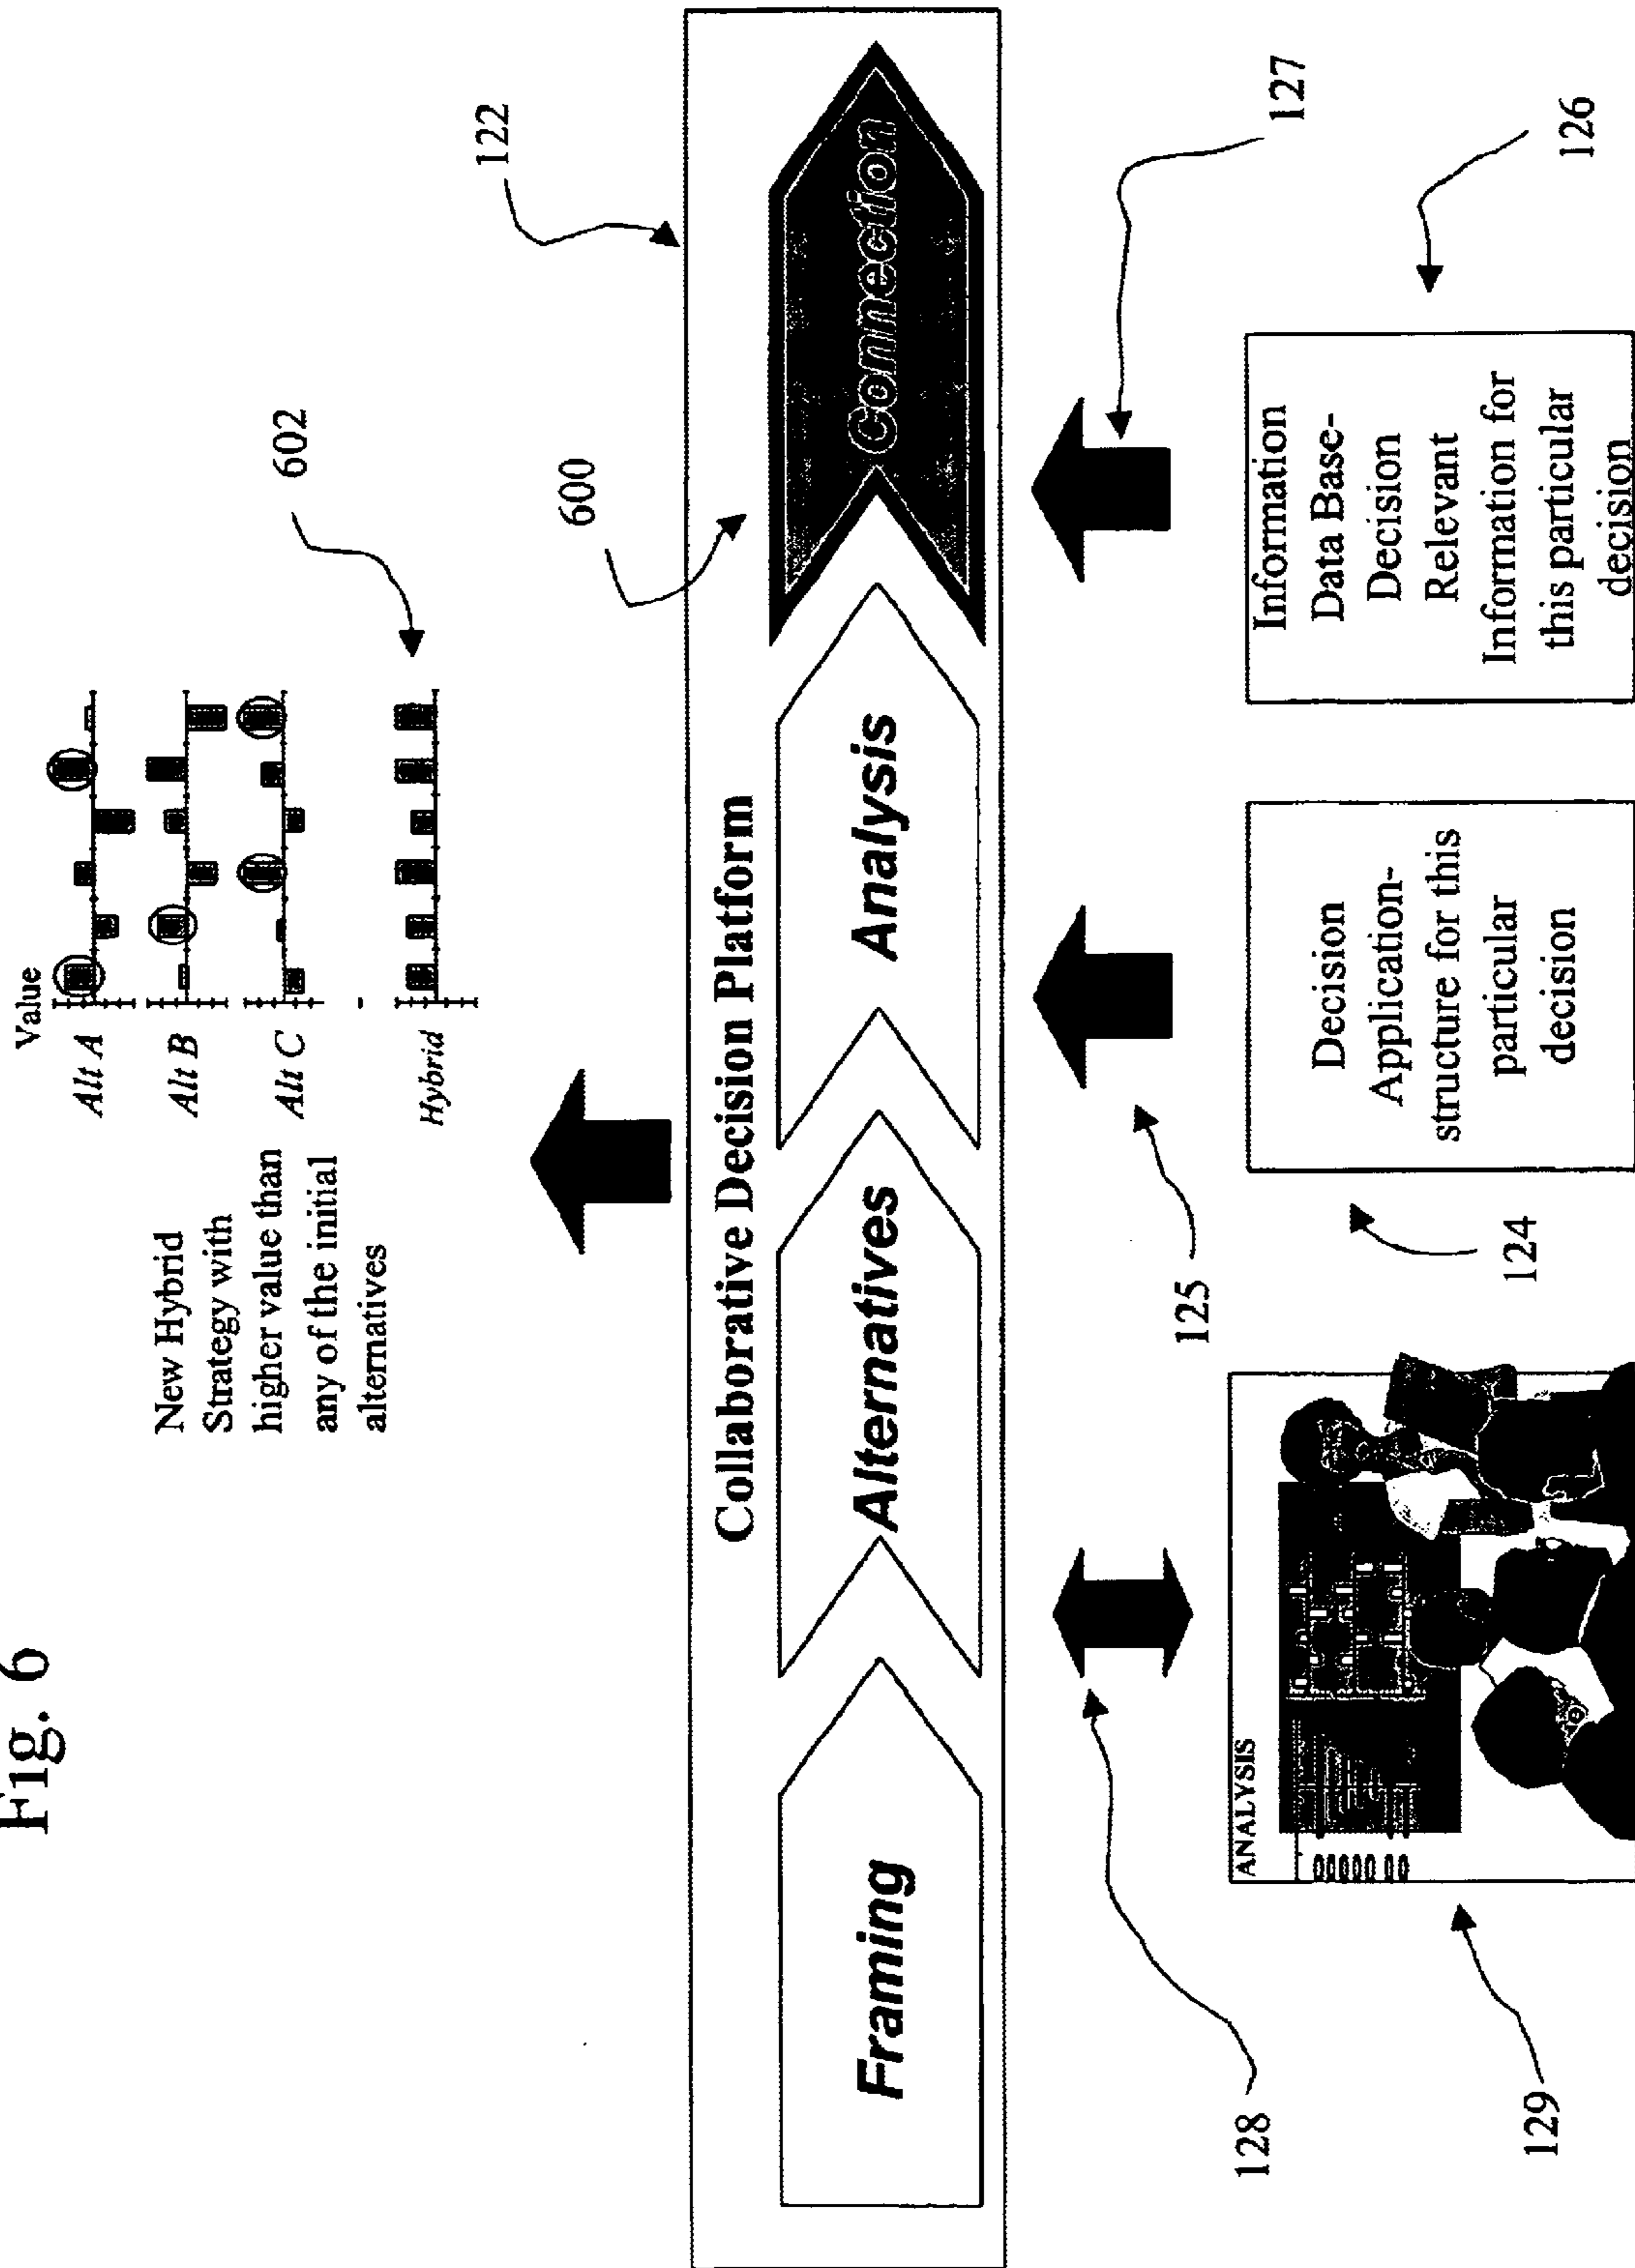 Fig. 6
Value
Alt A
Alt B
Alt C
-
Hybrid
New Hybrid
Strategy with
higher value than
any of the initial
alternatives
602
600
122
Collaborative Decision Platform
Framing
Alternatives
Analysis
Connection
128
125
127
129
124
126
ANALYSIS
Decision
Application-
structure for this
particular
decision
Information
Data Base-
Decision
Relevant
Information for
this particular
decision